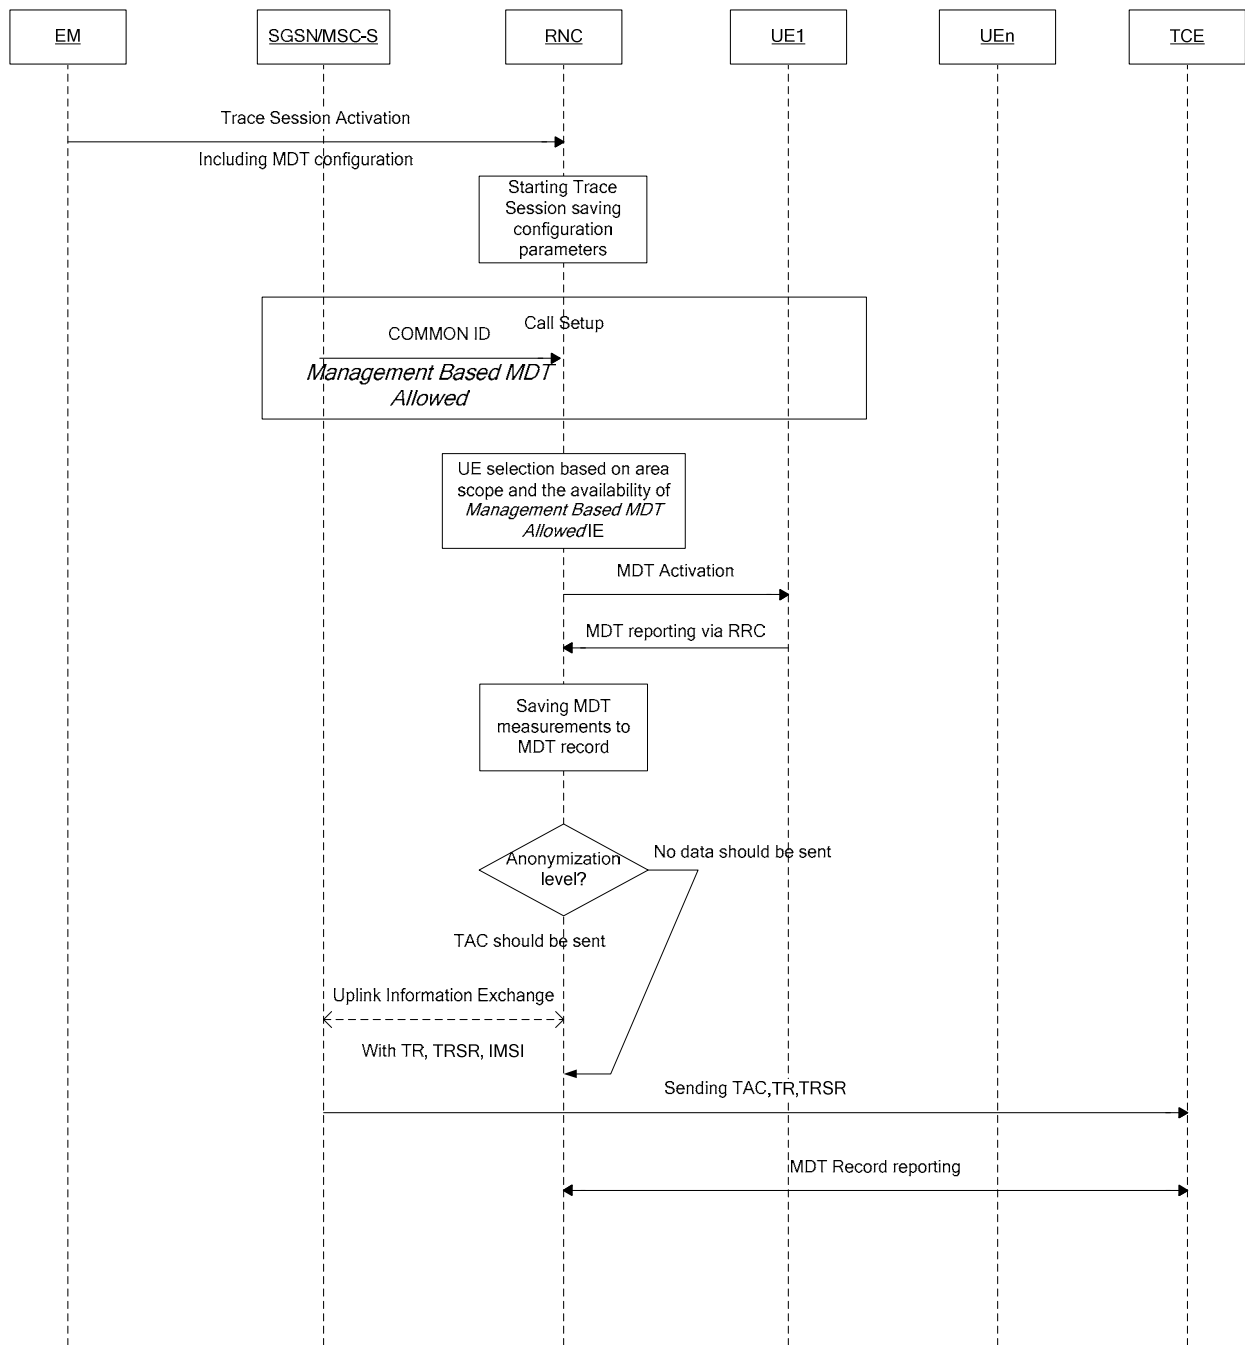 EM
SGSN/MSC-S
RNC
UE1
UEn
TCE
Trace Session Activation
Including MDT configuration
Starting Trace
Session saving
configuration
parameters
Call Setup
COMMON ID
Management Based MDT
Allowed
UE selection based on area
scope and the availability of
Management Based MDT
Allowed IE
MDT Activation
MDT reporting via RRC
Saving MDT
measurements to
MDT record
Anonymization
level?
No data should be sent
TAC should be sent
Uplink Information Exchange
With TR, TRSR, IMSI
Sending TAC,TR,TRSR
MDT Record reporting